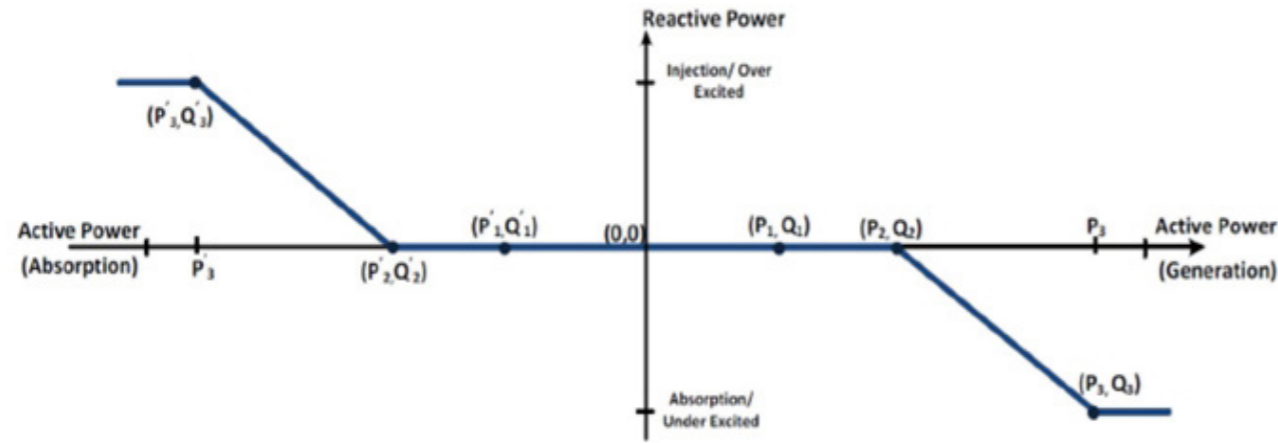 Reactive Power
Injection/ Over
Excited
(P'3,Q'3)
Active Power
(Absorption)
P'3
(P'2,Q'2)
(P'1,Q'1)
(0,0)
(P1,Q1)
(P2,Q2)
P3
Active Power
(Generation)
(P3,Q3)
Absorption/
Under Excited